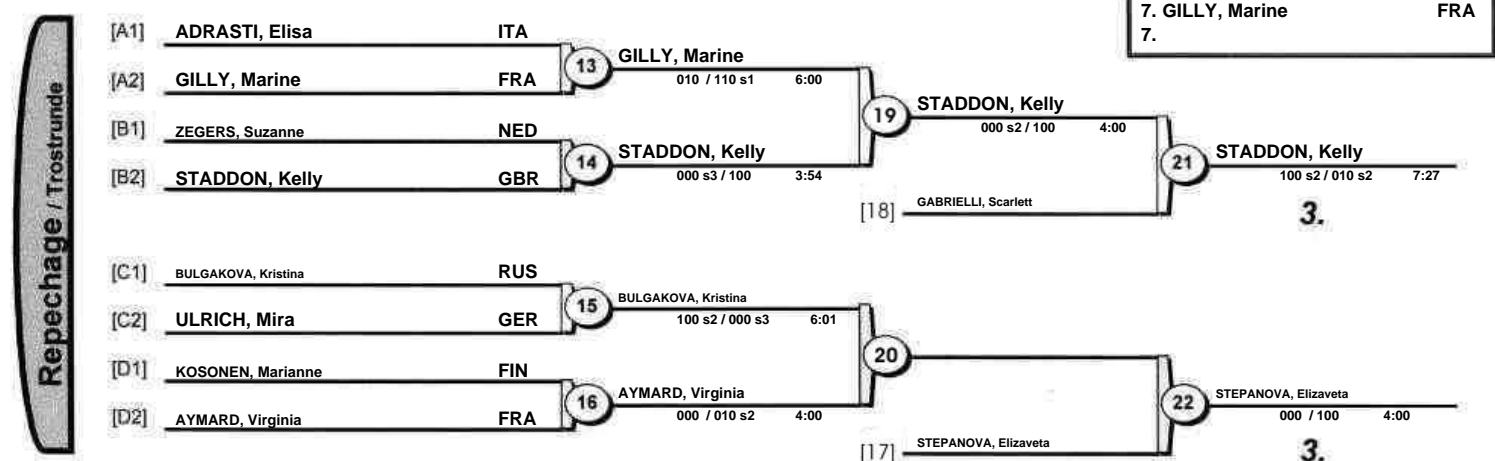 7. GILLY, Marine FRA
7.
Repechage / Trostrunde
[A1] ADRASTI, Elisa ITA
[A2] GILLY, Marine FRA
13
GILLY, Marine
010 / 110 s1 6:00
[B1] ZEGERS, Suzanne NED
[B2] STADDON, Kelly GBR
14
STADDON, Kelly
000 s3 / 100 3:54
19
STADDON, Kelly
000 s2 / 100 4:00
[18] GABRIELLI, Scarlett
21
STADDON, Kelly
100 s2 / 010 s2 7:27
3.
[C1] BULGAKOVA, Kristina RUS
[C2] ULRICH, Mira GER
15
BULGAKOVA, Kristina
100 s2 / 000 s3 6:01
[D1] KOSONEN, Marianne FIN
[D2] AYMARD, Virginia FRA
16
AYMARD, Virginia
000 / 010 s2 4:00
20
[17] STEPANOVA, Elizaveta
22
STEPANOVA, Elizaveta
000 / 100 4:00
3.